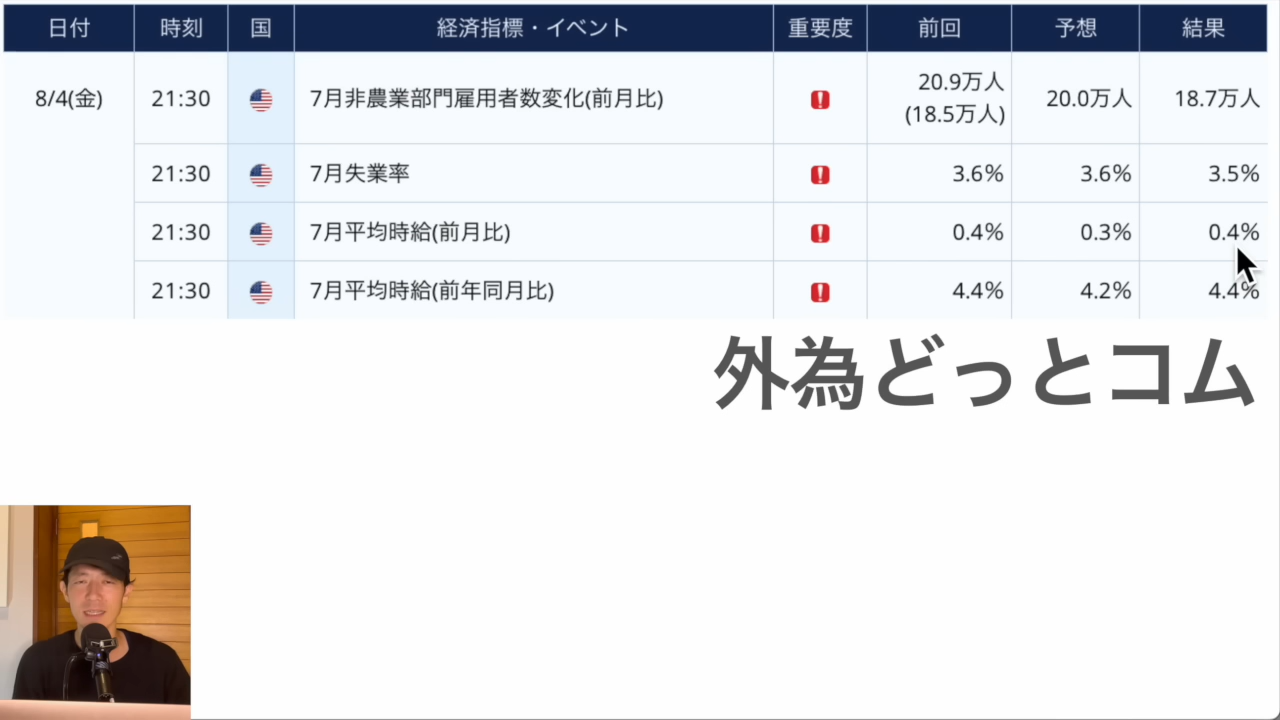 日付 時刻 国 経済指標・イベント 重要度 前回 予想 結果
8/4(金) 21:30 7月非農業部門雇用者数変化(前月比) 20.9万人 (18.5万人) 20.0万人 18.7万人
21:30 7月失業率 3.6% 3.6% 3.5%
21:30 7月平均時給(前月比) 0.4% 0.3% 0.4%
21:30 7月平均時給(前年同月比) 4.4% 4.2% 4.4%
外為どっとコム